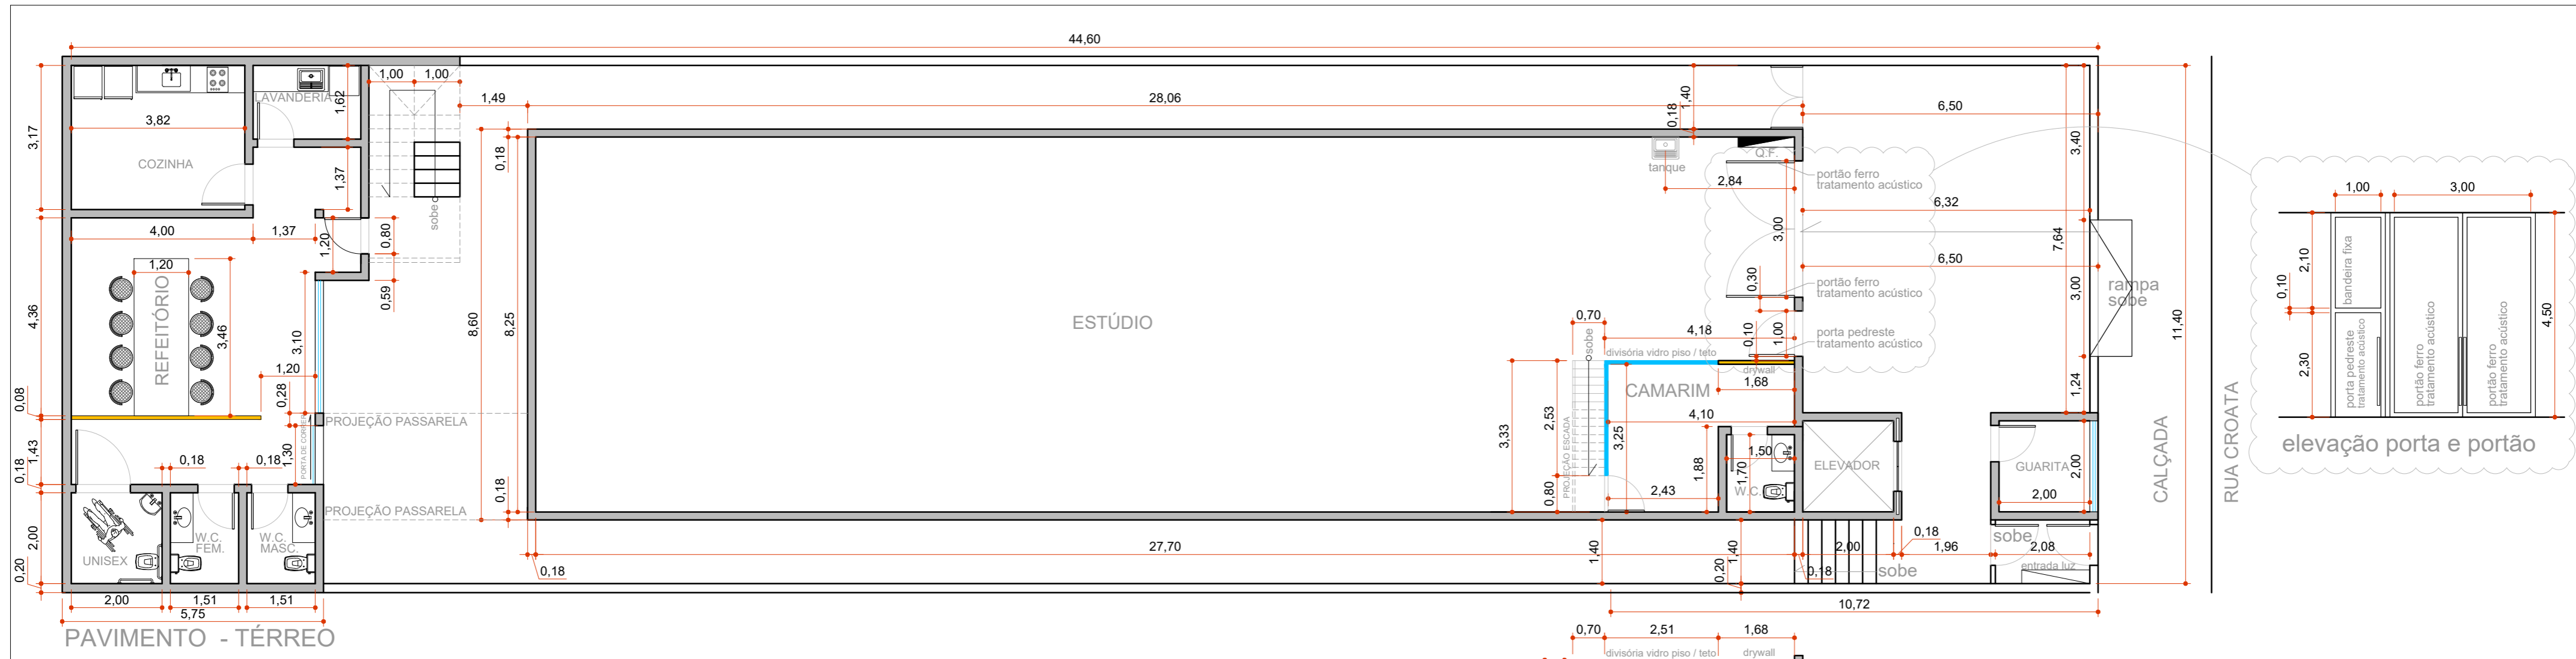 44,60
1,00
1,00
1,49
28,06
0,18
1,40
6,50
LAVANDERIA
1,62
3,82
3,17
COZINHA
1,37
0,18
3,40
Q.F.
tanque
portão ferro
tratamento acústico
2,84
6,32
sobe
4,00
1,37
1,20
0,80
3,00
7,64
6,50
1,20
REFEITÓRIO
3,46
4,36
0,59
3,10
8,60
8,25
ESTÚDIO
0,30
portão ferro
tratamento acústico
3,00
rampa
sobe
11,40
0,70
sobe
4,18
0,10
1,00
porta pedreste
tratamento acústico
divisória vidro piso / teto
drywall
1,20
0,28
0,08
CAMARIM
1,68
4,10
1,24
PROJEÇÃO PASSARELA
PORTA DE CORRER
1,43
0,18
0,18
0,18
1,30
3,33
2,53
3,25
PROJEÇÃO ESCADA
0,80
1,88
1,50
1,70
W.C.
2,43
ELEVADOR
GUARITA
2,00
2,00
CALÇADA
RUA CROATA
PROJEÇÃO PASSARELA
0,18
2,00
0,20
UNISEX
W.C.
FEM.
W.C.
MASC.
27,70
0,18
1,40
1,40
0,20
0,18
2,00
0,18
sobe
1,96
sobe
2,08
entrada luz
2,00
1,51
1,51
5,75
10,72
PAVIMENTO - TÉRREO
0,70
2,51
1,68
divisória vidro piso / teto
drywall
1,00
3,00
2,10
0,10
2,30
4,50
bandeira fixa
porta pedreste
tratamento acústico
portão ferro
tratamento acústico
portão ferro
tratamento acústico
elevação porta e portão